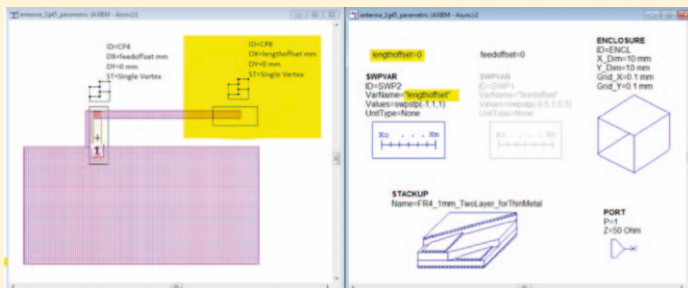 antenna_2g45_parametric (AXIEM - Async)1
ID=CP4
DX=feedoffset mm
DY=0 mm
ST=Single Vertex
ID=CP8
DX=lengthoffset mm
DY=0 mm
ST=Single Vertex
1
antenna_2g45_parametric (AXIEM - Async)2
lengthoffset=0
feedoffset=0
SWPVAR
ID=SWP2
VarName="lengthoffset"
Values=swpstp(-1,1,1)
UnitType=None
Xo . . . Xn
SWPVAR
ID=SWP1
VarName="feedoffset"
Values=swpstp(-0.5,1,0.5)
UnitType=None
Xo . . . Xn
ENCLOSURE
ID=ENCL
X_Dim=10 mm
Y_Dim=10 mm
Grid_X=0.1 mm
Grid_Y=0.1 mm
STACKUP
Name=FR4_1mm_TwoLayer_forThinMetal
PORT
P=1
Z=50 Ohm